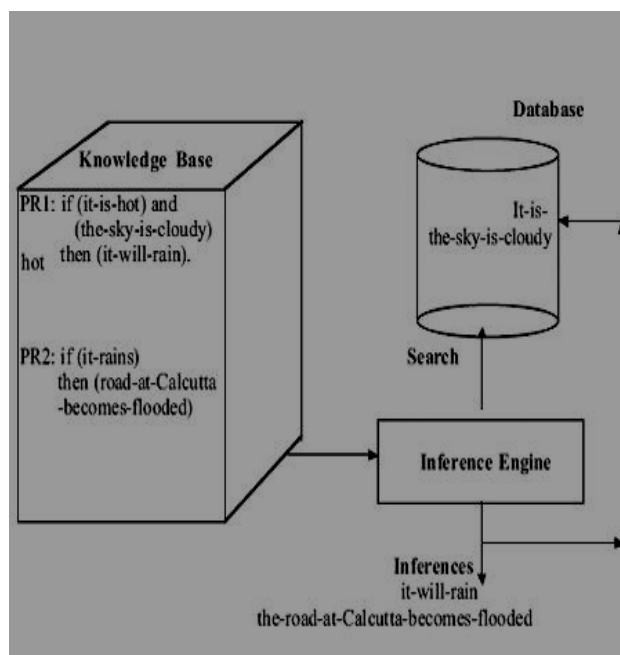 Database
Knowledge Base
PR1: if (it-is-hot) and
(the-sky-is-cloudy)
hot then (it-will-rain).
It-is-
the-sky-is-cloudy
PR2: if (it-rains)
then (road-at-Calcutta
-becomes-flooded)
Search
Inference Engine
Inferences
it-will-rain
the-road-at-Calcutta-becomes-flooded